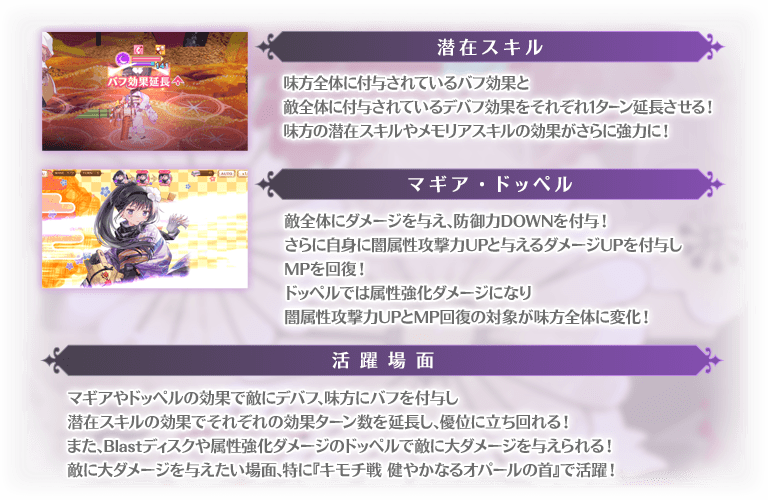 潜在スキル
バフ効果延長
味方全体に付与されているバフ効果と
敵全体に付与されているデバフ効果をそれぞれ1ターン延長させる！
味方の潜在スキルやメモリアスキルの効果がさらに強力に！
マギア・ドッペル
敵全体にダメージを与え、防御力DOWNを付与！
さらに自身に闇属性攻撃力UPと与えるダメージUPを付与し
MPを回復！
ドッペルでは属性強化ダメージになり
闇属性攻撃力UPとMP回復の対象が味方全体に変化！
活躍場面
マギアやドッペルの効果で敵にデバフ、味方にバフを付与し
潜在スキルの効果でそれぞれの効果ターン数を延長し、優位に立ち回れる！
また、Blastディスクや属性強化ダメージのドッペルで敵に大ダメージを与えられる！
敵に大ダメージを与えたい場面、特に『キモチ戦 健やかなるオパールの首』で活躍！